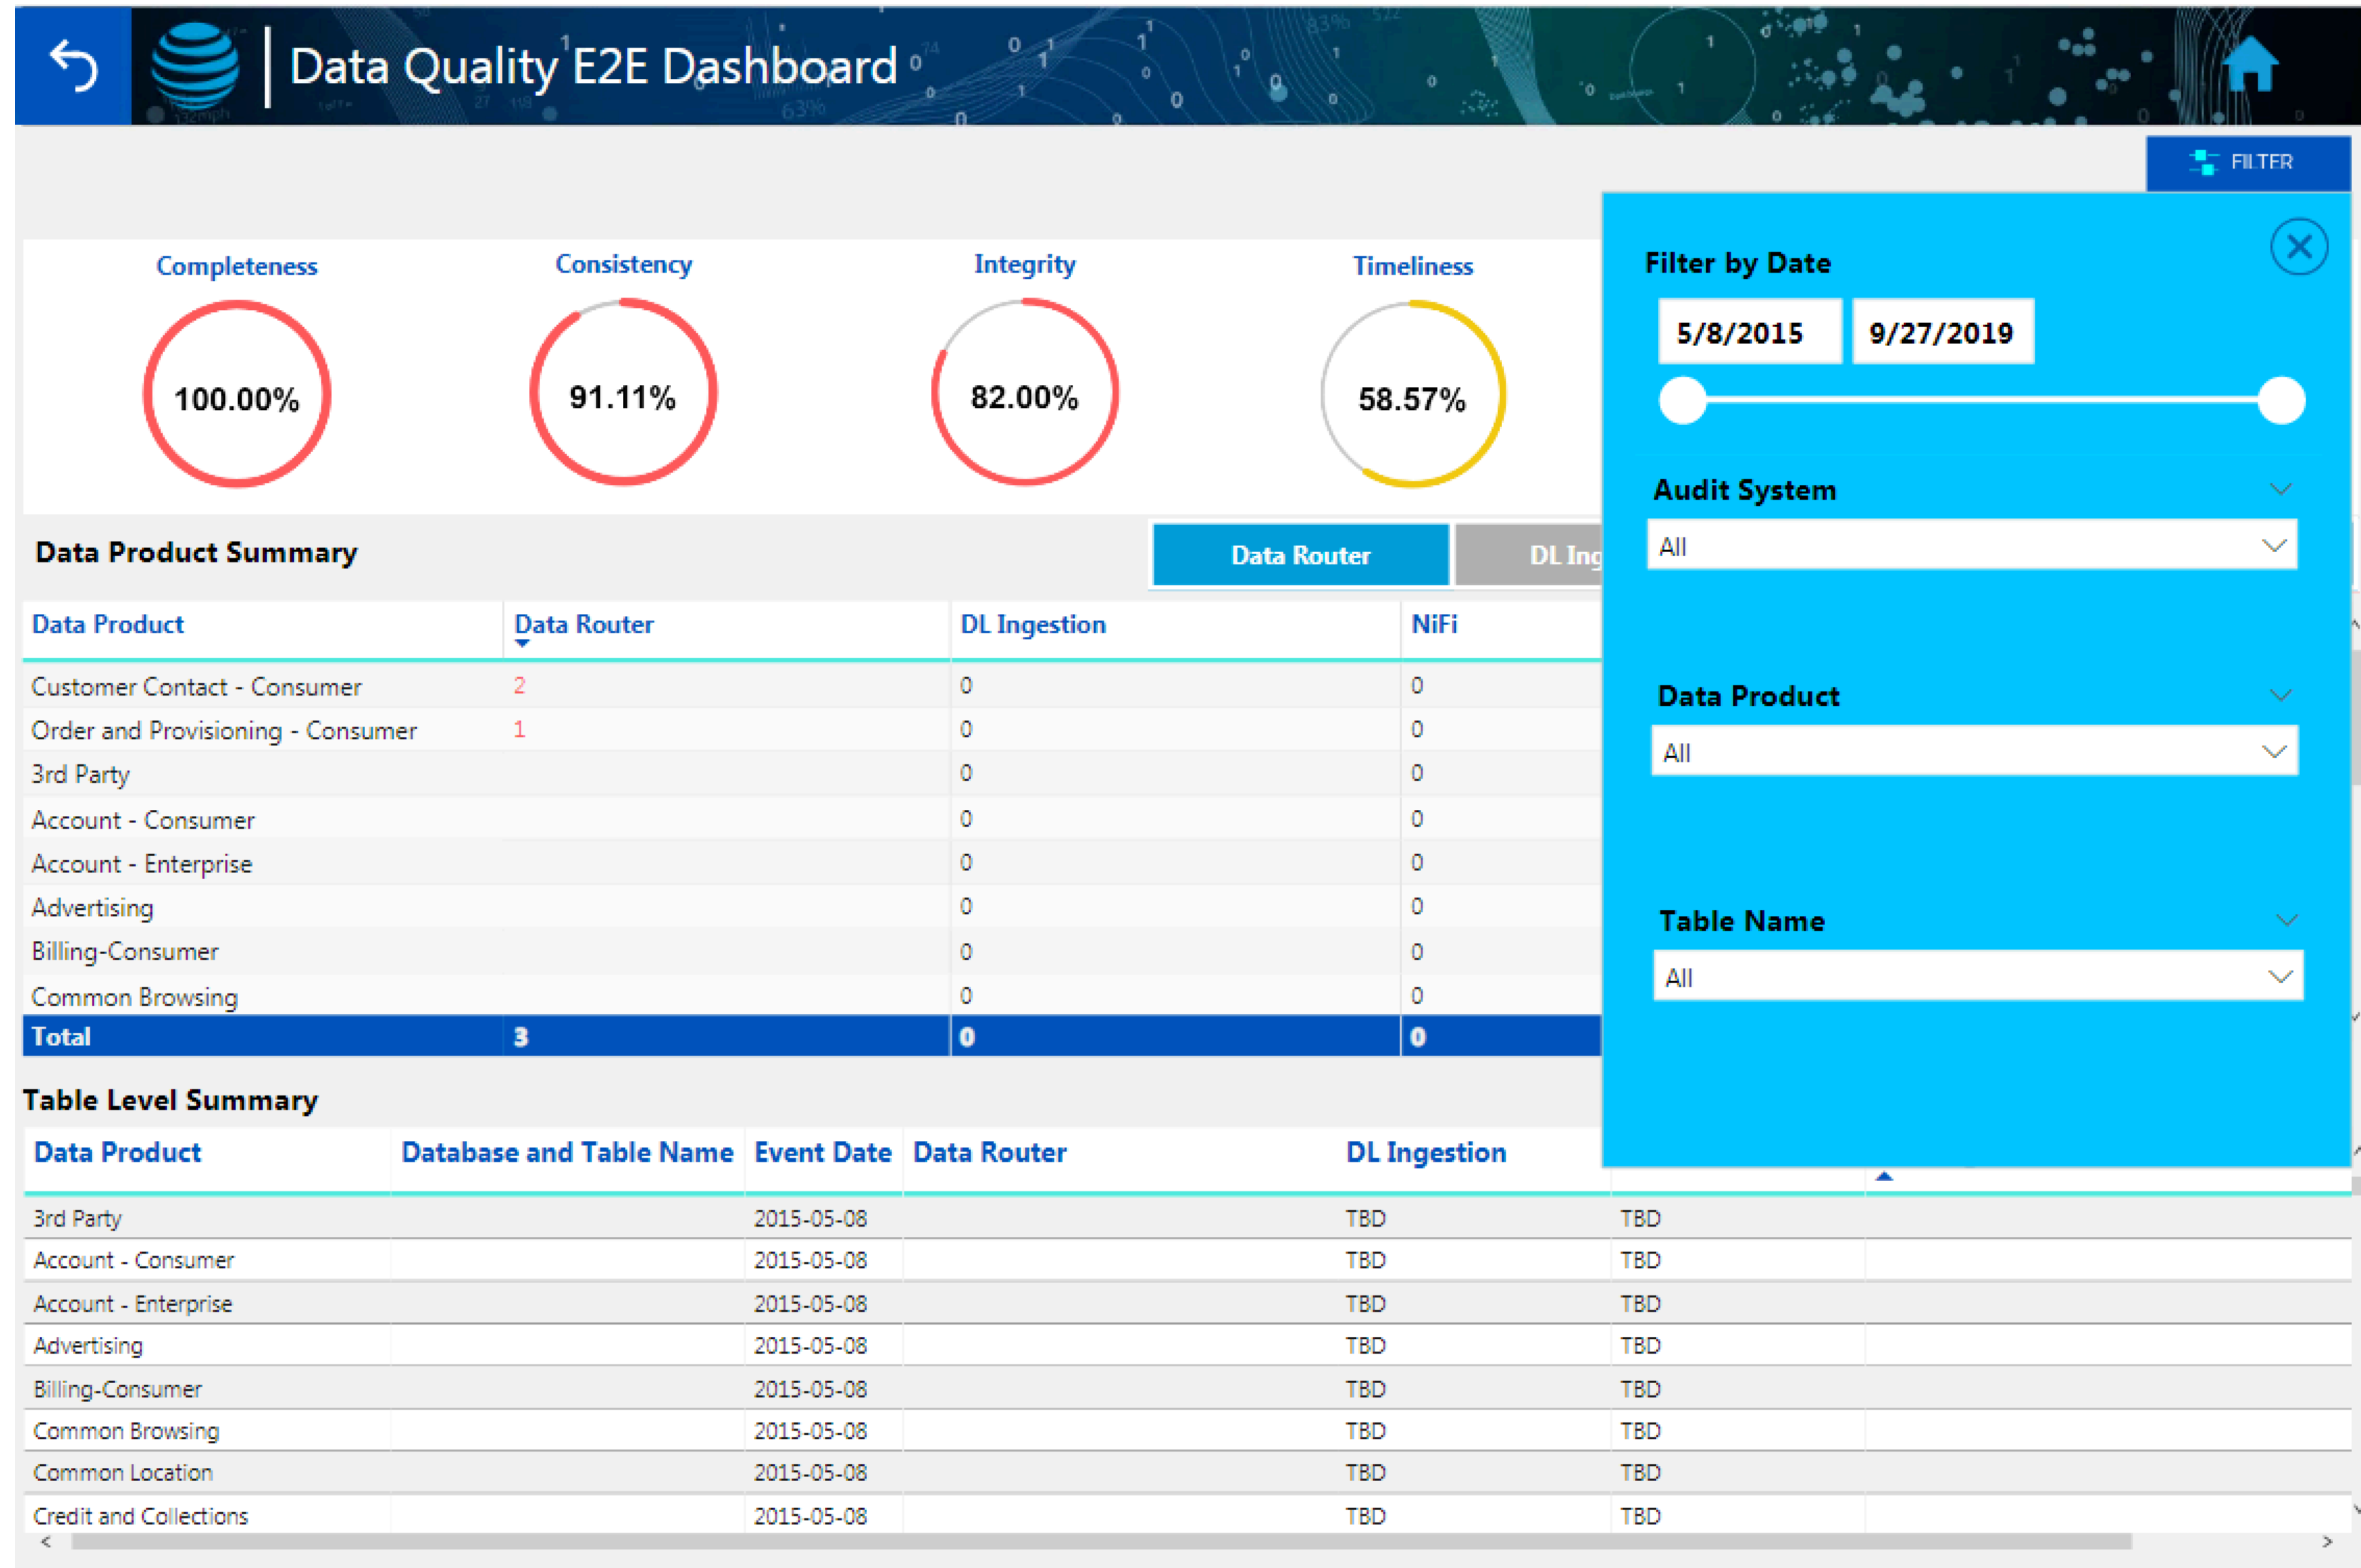 Data Quality E2E Dashboard
FILTER
Completeness Consistency Integrity Timeliness
100.00% 91.11% 82.00% 58.57%
Filter by Date
5/8/2015 9/27/2019
Audit System
All
Data Product
All
Table Name
All
Data Product Summary
Data Router DL Ing
Data Product Data Router DL Ingestion NiFi
Customer Contact - Consumer 2 0 0
Order and Provisioning - Consumer 1 0 0
3rd Party 0 0
Account - Consumer 0 0
Account - Enterprise 0 0
Advertising 0 0
Billing-Consumer 0 0
Common Browsing 0 0
Total 3 0 0
Table Level Summary
Data Product Database and Table Name Event Date Data Router DL Ingestion
3rd Party 2015-05-08 TBD TBD
Account - Consumer 2015-05-08 TBD TBD
Account - Enterprise 2015-05-08 TBD TBD
Advertising 2015-05-08 TBD TBD
Billing-Consumer 2015-05-08 TBD TBD
Common Browsing 2015-05-08 TBD TBD
Common Location 2015-05-08 TBD TBD
Credit and Collections 2015-05-08 TBD TBD